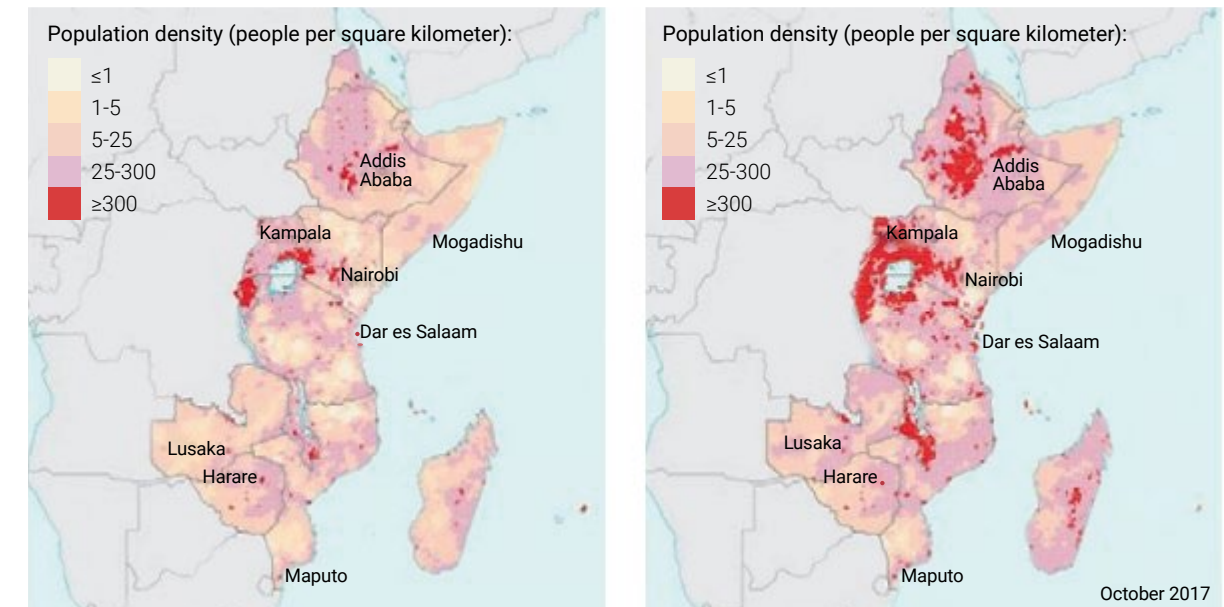 Population density (people per square kilometer):
≤1
1-5
5-25
25-300
≥300
Addis
Ababa
Kampala
Mogadishu
Nairobi
Dar es Salaam
Lusaka
Harare
Maputo
Population density (people per square kilometer):
≤1
1-5
5-25
25-300
≥300
Addis
Ababa
Kampala
Mogadishu
Nairobi
Dar es Salaam
Lusaka
Harare
Maputo
October 2017